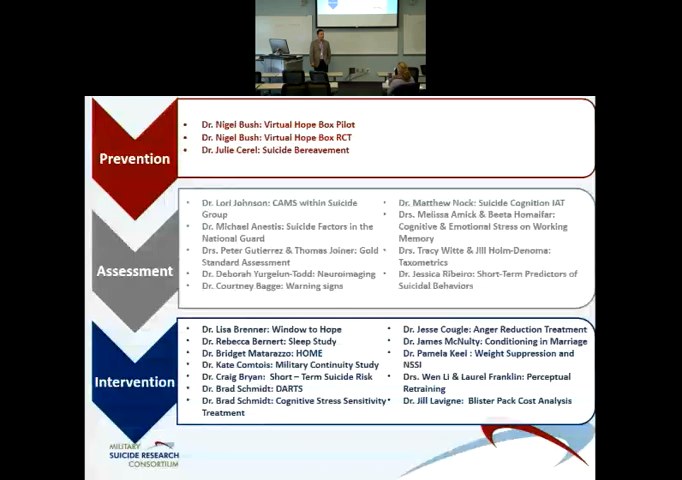 Prevention
• Dr. Nigel Bush: Virtual Hope Box Pilot
• Dr. Nigel Bush: Virtual Hope Box RCT
• Dr. Julie Cerel: Suicide Bereavement
Assessment
• Dr. Lori Johnson: CAMS within Suicide
Group
• Dr. Michael Anestis: Suicide Factors in the
National Guard
• Drs. Peter Gutierrez & Thomas Joiner: Gold
Standard Assessment
• Dr. Deborah Yurgelun-Todd: Neuroimaging
• Dr. Courtney Bagge: Warning signs
• Dr. Matthew Nock: Suicide Cognition IAT
• Drs. Melissa Amick & Beeta Homaifar:
Cognitive & Emotional Stress on Working
Memory
• Drs. Tracy Witte & Jill Holm-Denoma:
Taxometrics
• Dr. Jessica Ribeiro: Short-Term Predictors of
Suicidal Behaviors
Intervention
• Dr. Lisa Brenner: Window to Hope
• Dr. Rebecca Bernert: Sleep Study
• Dr. Bridget Matarazzo: HOME
• Dr. Kate Comtois: Military Continuity Study
• Dr. Craig Bryan: Short – Term Suicide Risk
• Dr. Brad Schmidt: DARTS
• Dr. Brad Schmidt: Cognitive Stress Sensitivity
Treatment
• Dr. Jesse Cougle: Anger Reduction Treatment
• Dr. James McNulty: Conditioning in Marriage
• Dr. Pamela Keel : Weight Suppression and
NSSI
• Drs. Wen Li & Laurel Franklin: Perceptual
Retraining
• Dr. Jill Lavigne: Blister Pack Cost Analysis
MILITARY
SUICIDE RESEARCH
CONSORTIUM